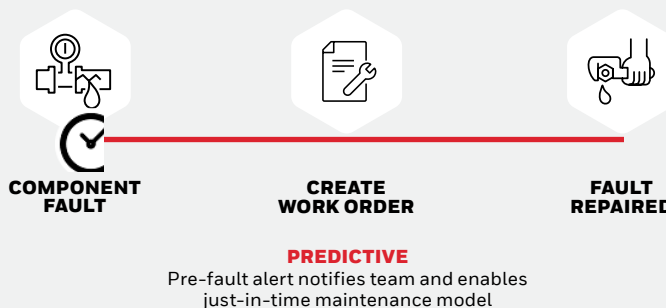 COMPONENT
FAULT
CREATE
WORK ORDER
FAULT
REPAIRED
PREDICTIVE
Pre-fault alert notifies team and enables
just-in-time maintenance model